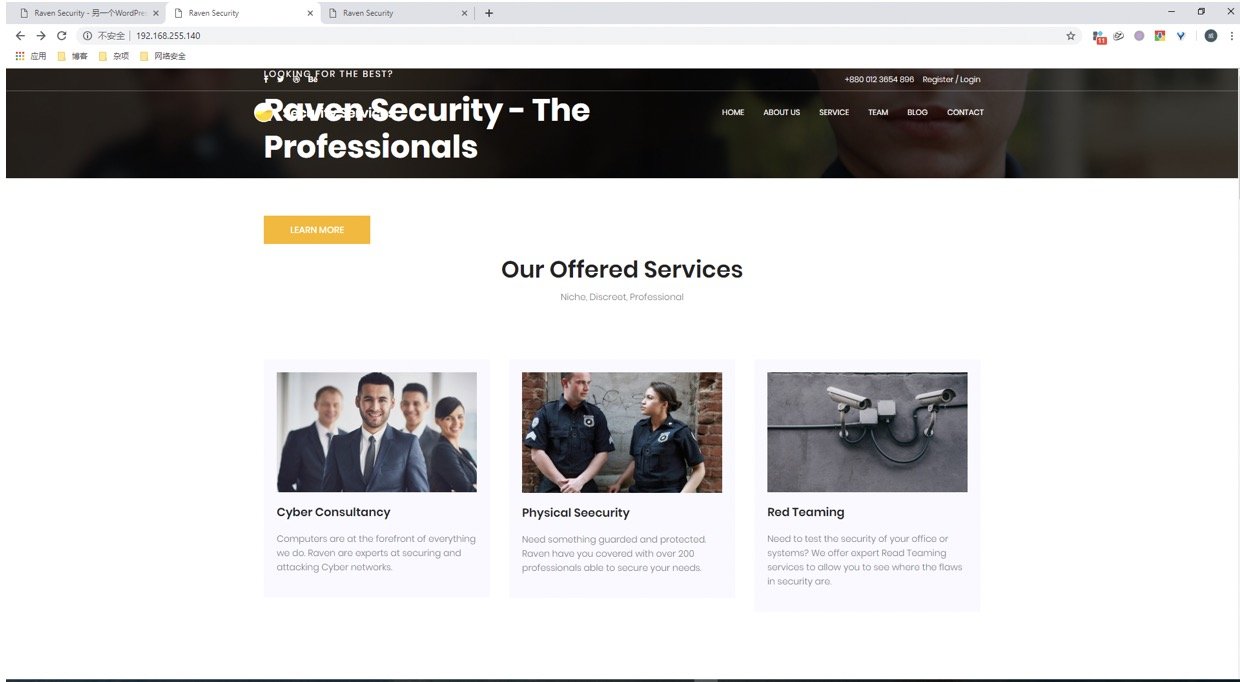 Raven Security - 另一个WordPre
Raven Security
Raven Security
不安全 | 192.168.255.140
11
应用 博客 杂项 网络安全
LOOKING FOR THE BEST?
Bē
+880 012 3654 896 Register / Login
Raven Security - The
Professionals
Security Services
HOME ABOUT US SERVICE TEAM BLOG CONTACT
LEARN MORE
Our Offered Services
Niche, Discreet, Professional
Cyber Consultancy
Computers are at the forefront of everything
we do. Raven are experts at securing and
attacking Cyber networks.
Physical Seecurity
Need something guarded and protected.
Raven have you covered with over 200
professionals able to secure your needs.
Red Teaming
Need to test the security of your office or
systems? We offer expert Read Teaming
services to allow you to see where the flaws
in security are.